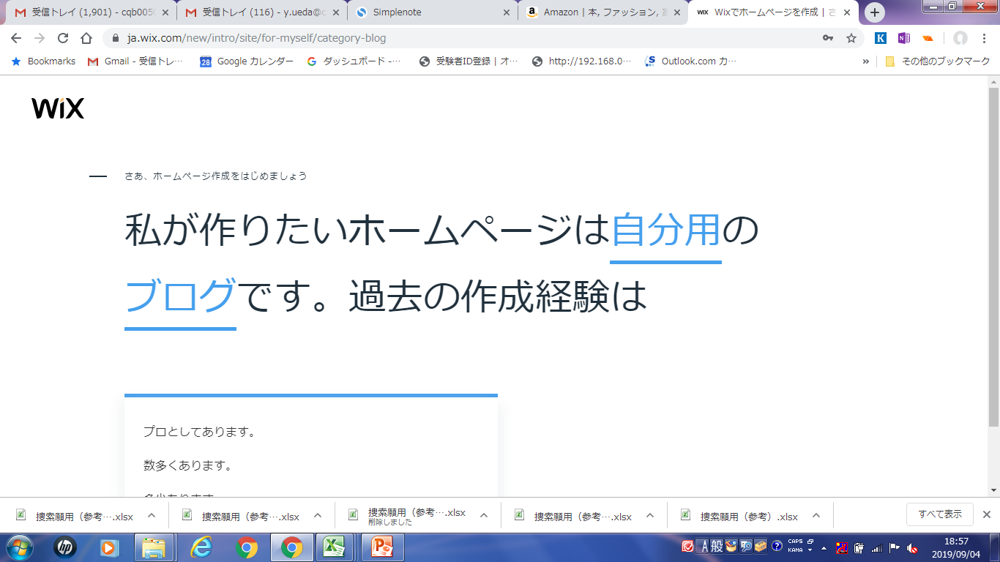 受信トレイ (1,901) - cqb005
受信トレイ (116) - y.ueda@c
Simplenote
Amazon | 本, ファッション, 家
WIX Wixでホームページを作成 | さ
ja.wix.com/new/intro/site/for-myself/category-blog
Bookmarks
Gmail - 受信トレ…
28 Google カレンダー
ダッシュボード -…
受験者ID登録 | オ…
http://192.168.0…
Outlook.com カ…
»
その他のブックマーク
WiX
さあ、ホームページ作成をはじめましょう
私が作りたいホームページは自分用の
ブログです。過去の作成経験は
プロとしてあります。
数多くあります。
多少あります。
捜索願用（参考….xlsx
捜索願用（参考….xlsx
捜索願用（参考….xlsx
削除しました
捜索願用（参考….xlsx
捜索願用（参考）.xlsx
すべて表示
A 般
CAPS
KANA
18:57
2019/09/04